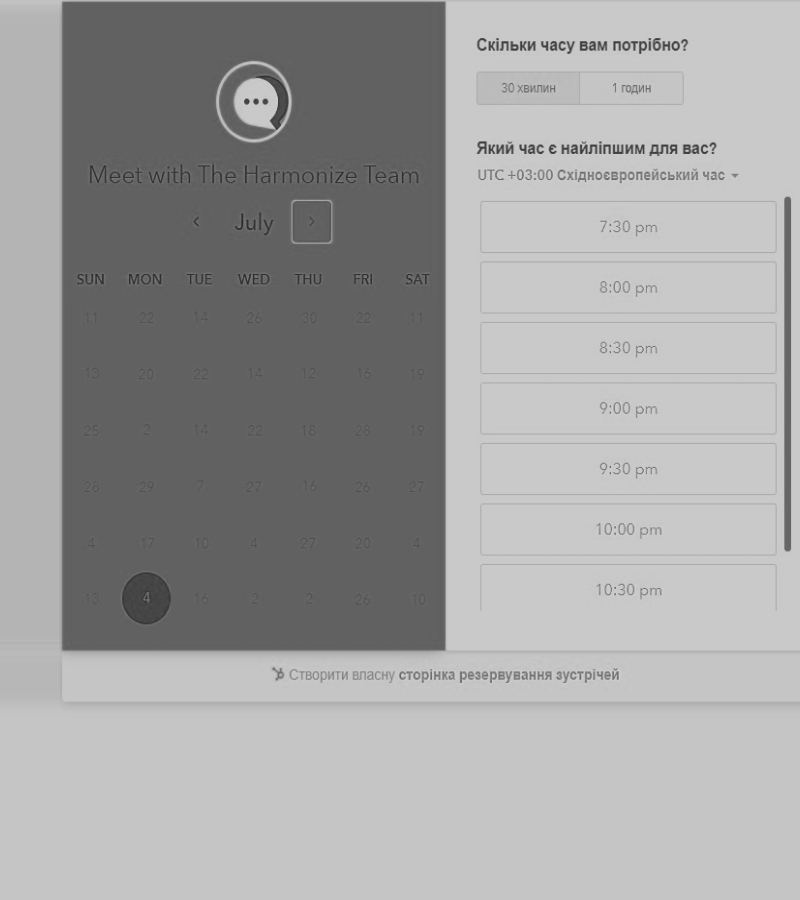 Meet with The Harmonize Team
July
SUN MON TUE WED THU FRI SAT
11 22 14 26 30 22 11
13 20 22 14 12 16 19
25 2 14 22 18 28 19
28 29 7 27 16 26 27
4 17 10 4 27 20 4
13 4 16 2 2 26 10
Скільки часу вам потрібно?
30 хвилин 1 годин
Який час є найліпшим для вас?
UTC +03:00 Східноєвропейський час
7:30 pm
8:00 pm
8:30 pm
9:00 pm
9:30 pm
10:00 pm
10:30 pm
Створити власну сторінка резервування зустрічей